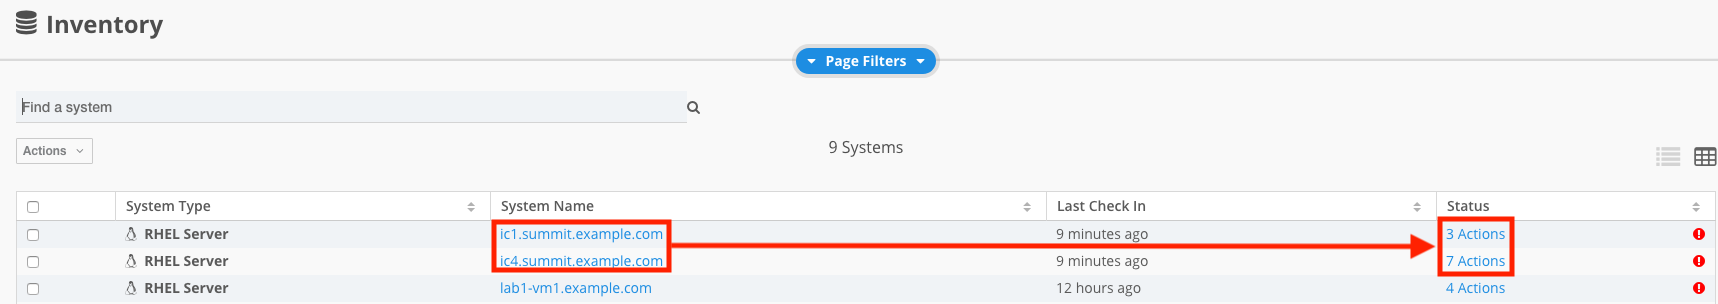 Inventory
Page Filters
Find a system
Actions
9 Systems
System Type System Name Last Check In Status
RHEL Server ic1.summit.example.com 9 minutes ago 3 Actions
RHEL Server ic4.summit.example.com 9 minutes ago 7 Actions
RHEL Server lab1-vm1.example.com 12 hours ago 4 Actions